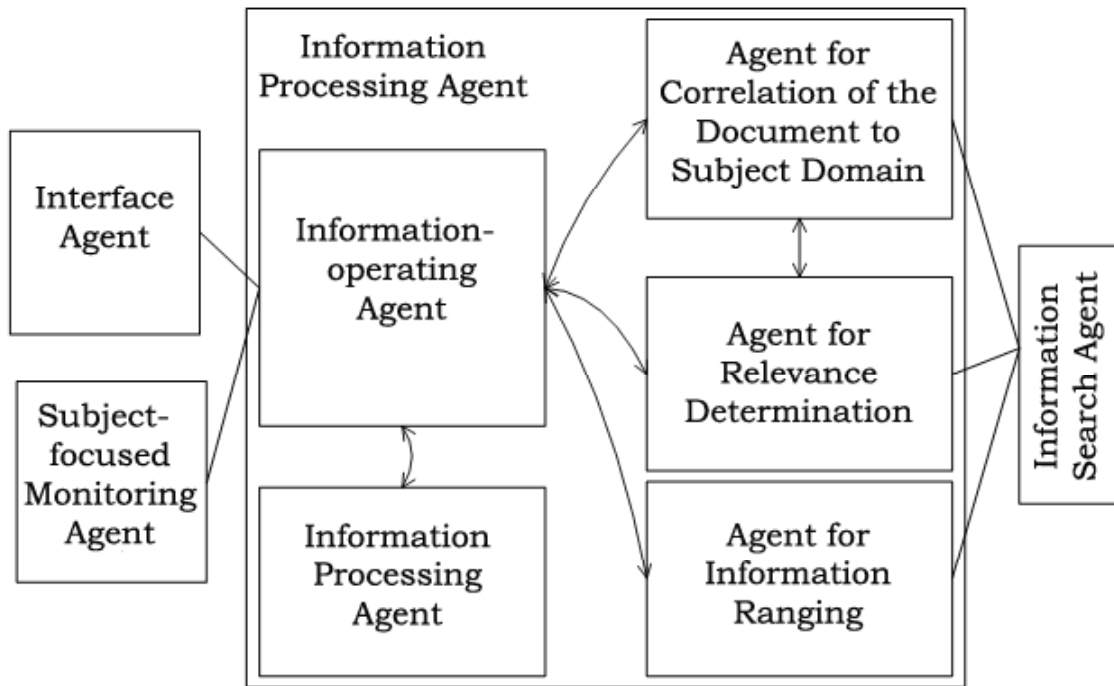 Information
Processing Agent
Interface
Agent
Subject-
focused
Monitoring
Agent
Information-
operating
Agent
Information
Processing
Agent
Agent for
Correlation of the
Document to
Subject Domain
Agent for
Relevance
Determination
Agent for
Information
Ranging
Information
Search Agent